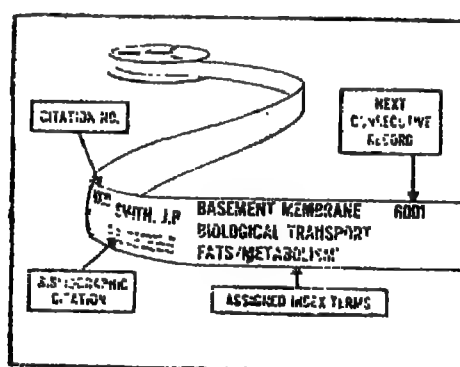 CITATION NO.
NEXT
CONSECUTIVE
RECORD
SMITH, J.P. BASEMENT MEMBRANE 6001
BIOLOGICAL TRANSPORT
FATS/METABOLISM
BIBLIOGRAPHIC
CITATION
ASSIGNED INDEX TERMS